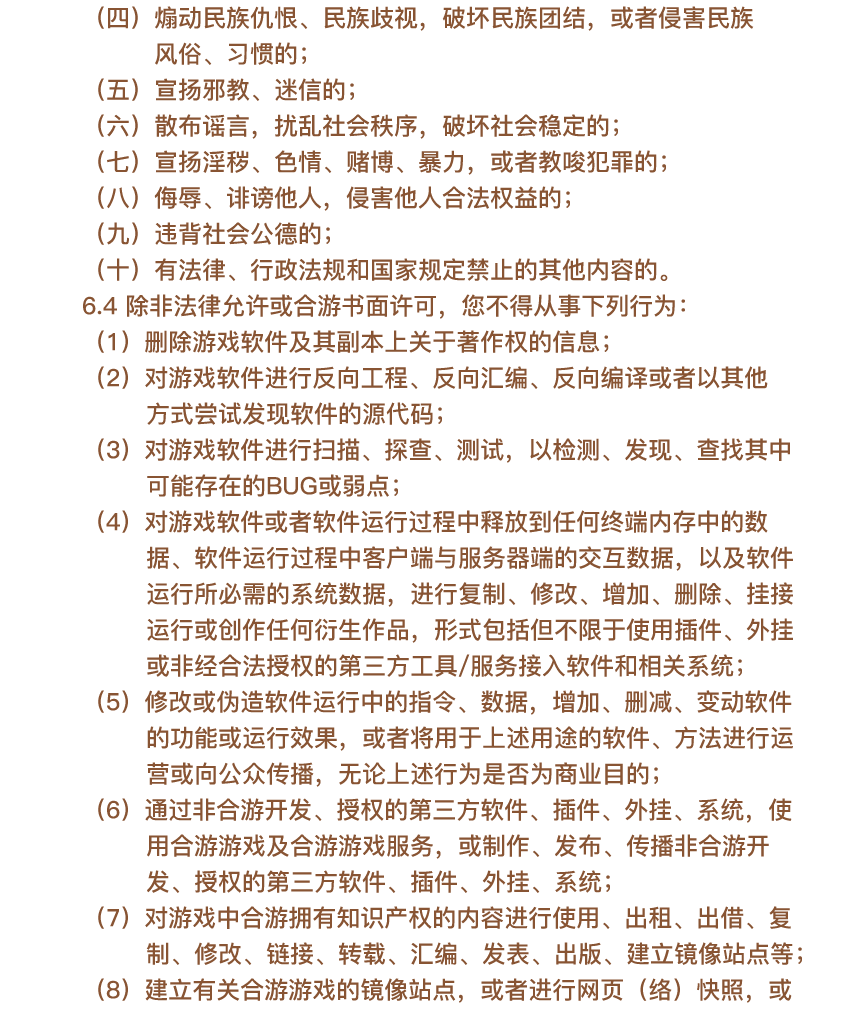 （四）煽动民族仇恨、民族歧视，破坏民族团结，或者侵害民族
风俗、习惯的；
（五）宣扬邪教、迷信的；
（六）散布谣言，扰乱社会秩序，破坏社会稳定的；
（七）宣扬淫秽、色情、赌博、暴力，或者教唆犯罪的；
（八）侮辱、诽谤他人，侵害他人合法权益的；
（九）违背社会公德的；
（十）有法律、行政法规和国家规定禁止的其他内容的。
6.4 除非法律允许或合游书面许可，您不得从事下列行为：
（1）删除游戏软件及其副本上关于著作权的信息；
（2）对游戏软件进行反向工程、反向汇编、反向编译或者以其他
方式尝试发现软件的源代码；
（3）对游戏软件进行扫描、探查、测试，以检测、发现、查找其中
可能存在的BUG或弱点；
（4）对游戏软件或者软件运行过程中释放到任何终端内存中的数
据、软件运行过程中客户端与服务器端的交互数据，以及软件
运行所必需的系统数据，进行复制、修改、增加、删除、挂接
运行或创作任何衍生作品，形式包括但不限于使用插件、外挂
或非经合法授权的第三方工具/服务接入软件和相关系统；
（5）修改或伪造软件运行中的指令、数据，增加、删减、变动软件
的功能或运行效果，或者将用于上述用途的软件、方法进行运
营或向公众传播，无论上述行为是否为商业目的；
（6）通过非合游开发、授权的第三方软件、插件、外挂、系统，使
用合游游戏及合游游戏服务，或制作、发布、传播非合游开
发、授权的第三方软件、插件、外挂、系统；
（7）对游戏中合游拥有知识产权的内容进行使用、出租、出借、复
制、修改、链接、转载、汇编、发表、出版、建立镜像站点等；
（8）建立有关合游游戏的镜像站点，或者进行网页（络）快照，或